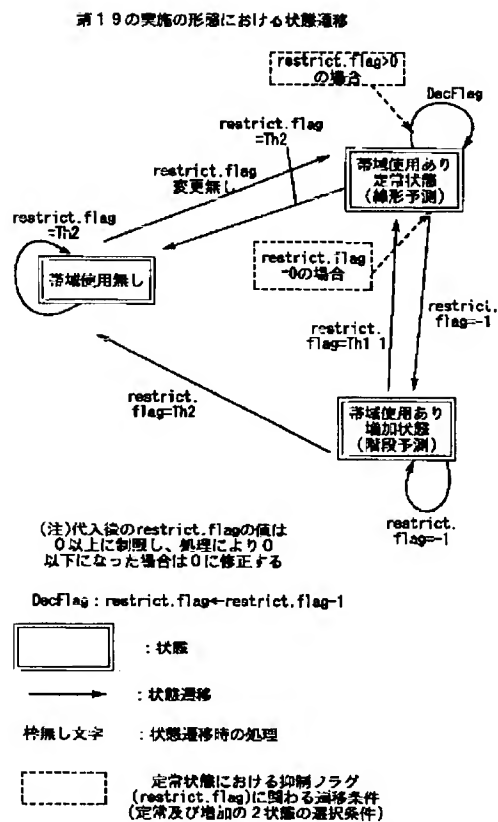 第19の実施の形態における状態遷移
restrict.flag>0
の場合
DecFlag
restrict.flag
=Th2
restrict.flag
変更無し
帯域使用あり
定常状態
(線形予測)
restrict.flag
=Th2
帯域使用無し
restrict.flag
=0の場合
restrict.
flag=Th1
restrict.
flag=-1
restrict.
flag=Th2
帯域使用あり
増加状態
(階段予測)
restrict.
flag=-1
(注)代入後のrestrict.flagの値は
0以上に制限し、処理により0
以下になった場合は0に修正する
DecFlag:restrict.flag←restrict.flag-1
:状態
:状態遷移
枠無し文字 :状態遷移時の処理
定常状態における抑制フラグ
(restrict.flag)に関わる遷移条件
(定常及び増加の2状態の選択条件)